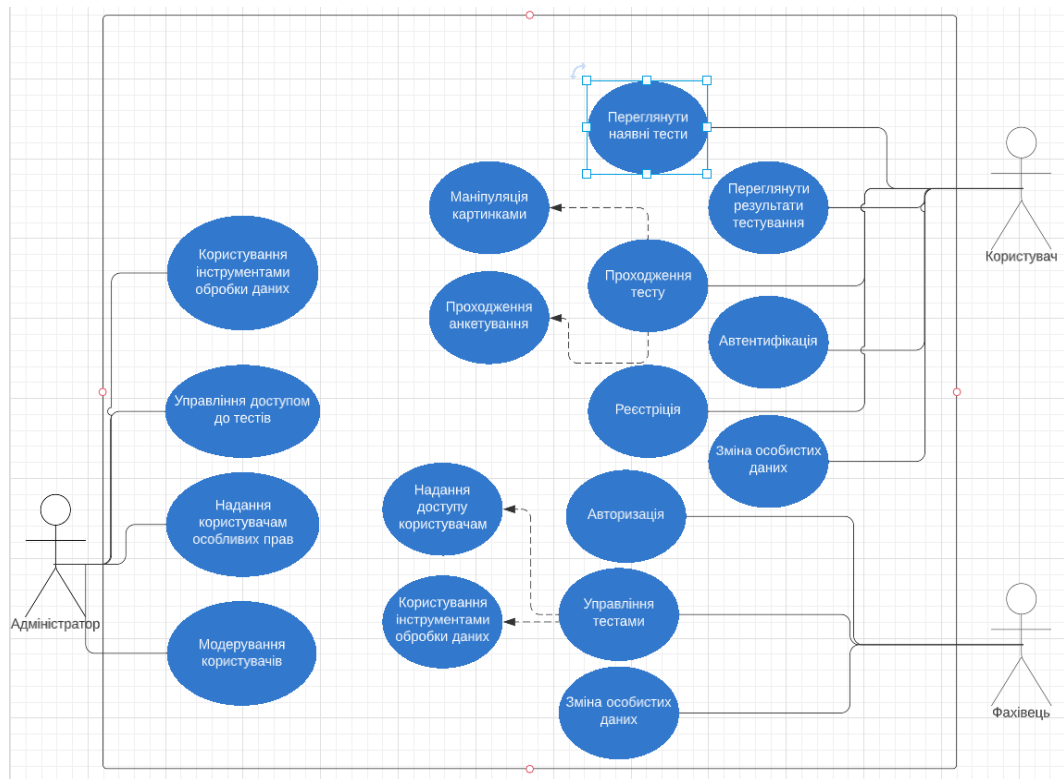 Переглянути
наявні тести
Маніпуляція
картинками
Переглянути
результати
тестування
Користувач
Користування
інструментами
обробки даних
Проходження
тесту
Проходження
анкетування
Автентифікація
Управління доступом
до тестів
Реєстріція
Зміна особистих
даних
Надання
доступу
користувачам
Авторизація
Надання
користувачам
особливих прав
Адміністратор
Користування
інструментами
обробки даних
Управління
тестами
Модерування
користувачів
Зміна особистих
даних
Фахівець